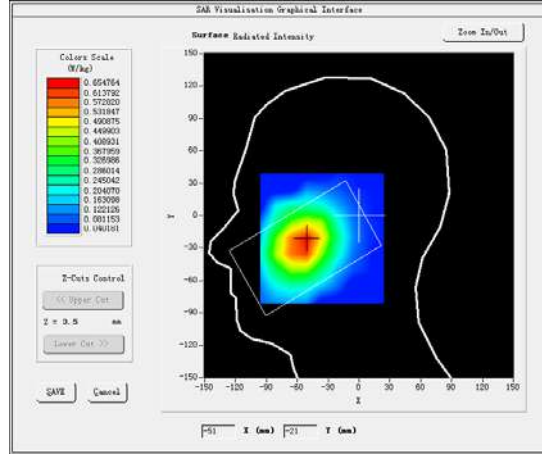 SAR Visualisation Graphical Interface
Surface Radiated Intensity
Zoom In/Out
Colors Scale
(W/kg)
0.654764
0.613792
0.572820
0.531847
0.490875
0.449903
0.408931
0.367959
0.326986
0.286014
0.245042
0.204070
0.163098
0.122126
0.081153
0.040181
150
120
90
60
30
0
-30
-60
-90
-120
-150
Y
-150 -120 -90 -60 -30 0 30 60 90 120 150
X
Z-Cuts Control
<< Upper Cut
Z = 3.5 mm
Lower Cut >>
SAVE Cancel
-51 X (mm) -21 Y (mm)